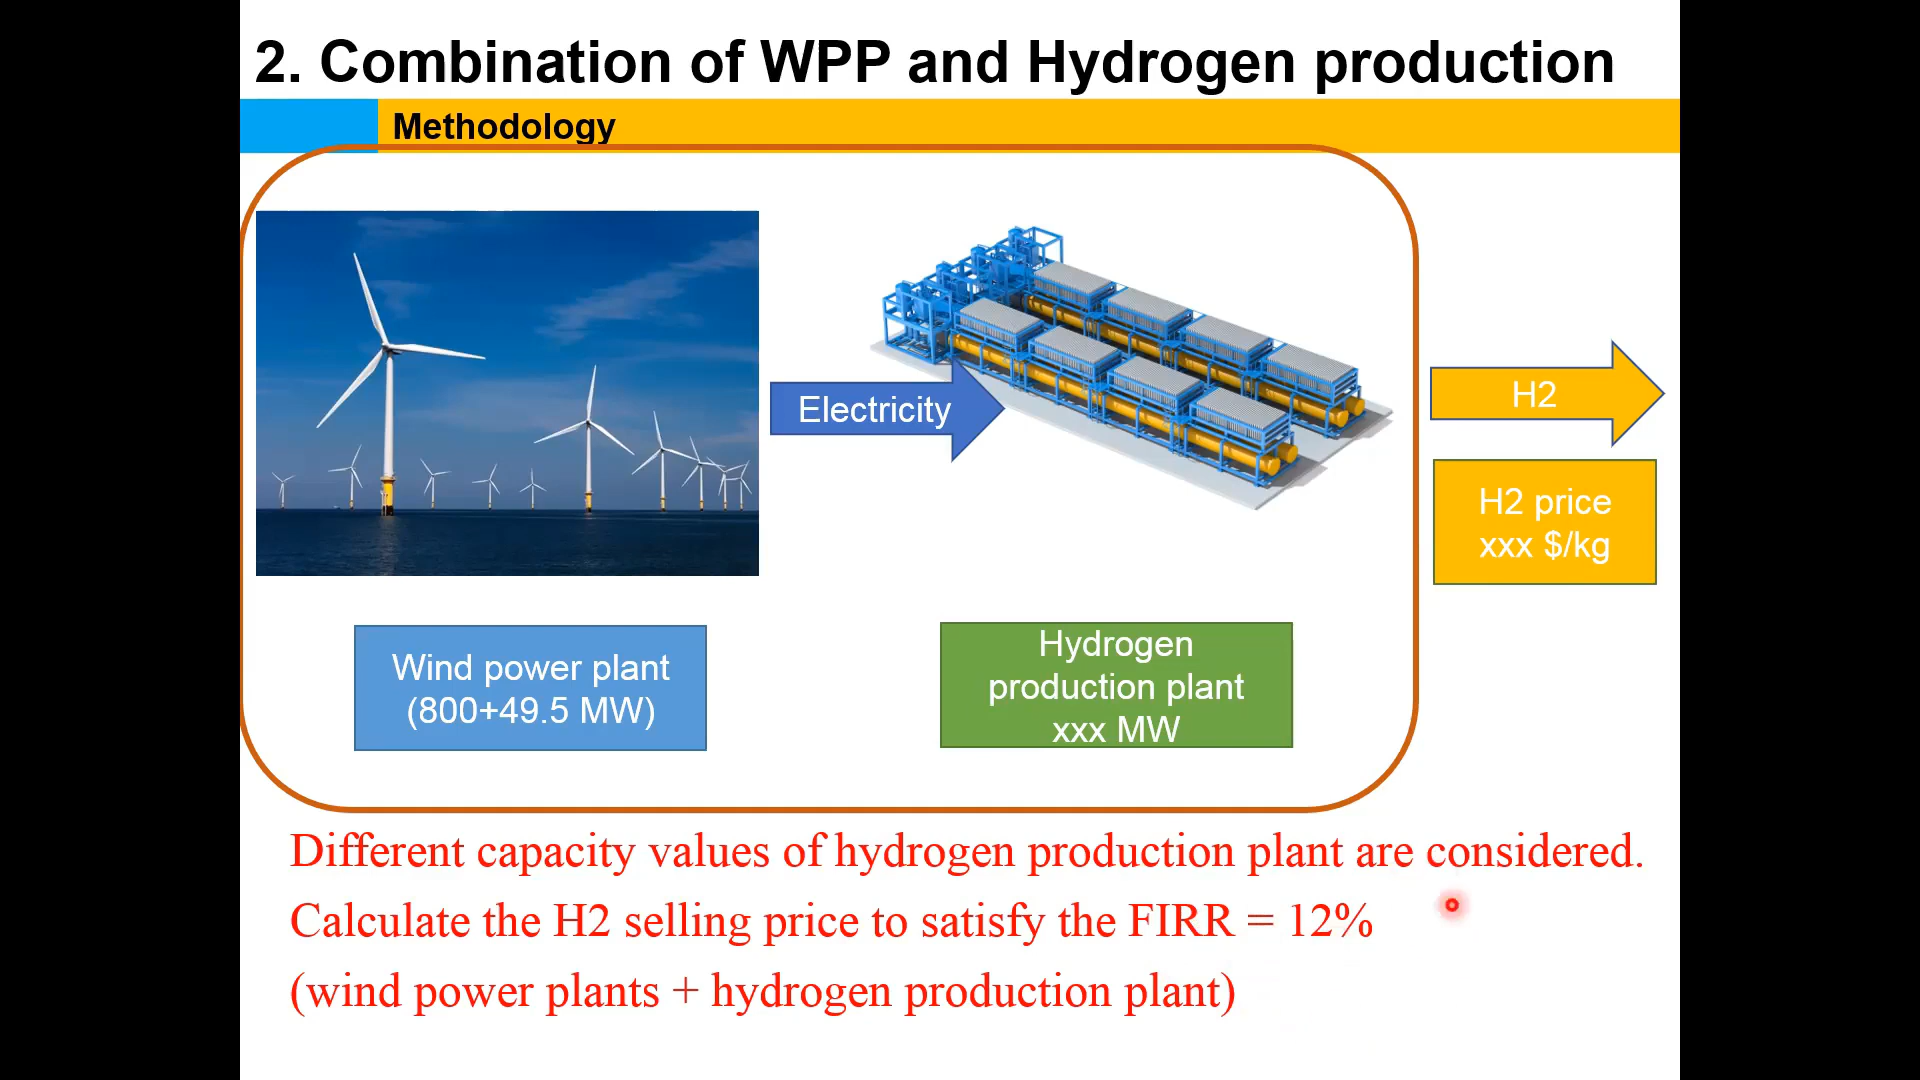 2. Combination of WPP and Hydrogen production
Methodology
Electricity
H2
H2 price
xxx $/kg
Wind power plant
(800+49.5 MW)
Hydrogen
production plant
xxx MW
Different capacity values of hydrogen production plant are considered.
Calculate the H2 selling price to satisfy the FIRR = 12%
(wind power plants + hydrogen production plant)